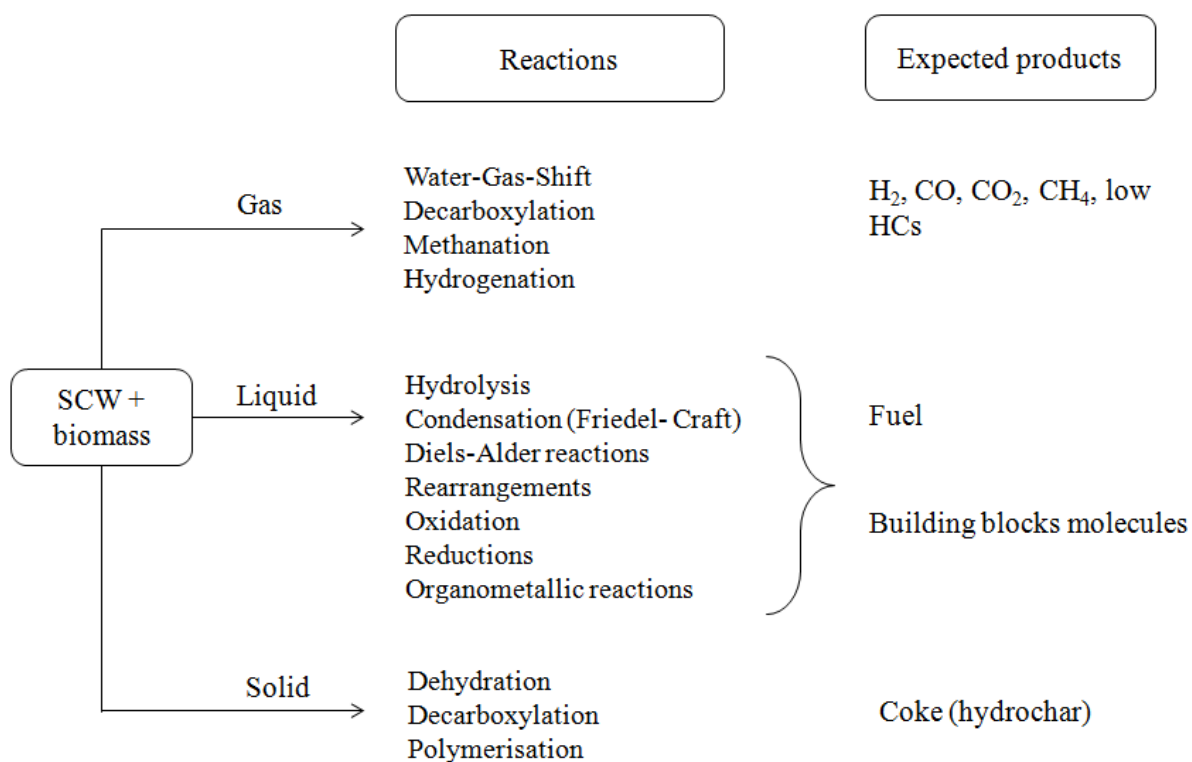 Reactions
Expected products
Gas
Water-Gas-Shift
Decarboxylation
Methanation
Hydrogenation
H₂, CO, CO₂, CH₄, low
HCs
SCW +
biomass
Liquid
Hydrolysis
Condensation (Friedel- Craft)
Diels-Alder reactions
Rearrangements
Oxidation
Reductions
Organometallic reactions
Fuel
Building blocks molecules
Solid
Dehydration
Decarboxylation
Polymerisation
Coke (hydrochar)